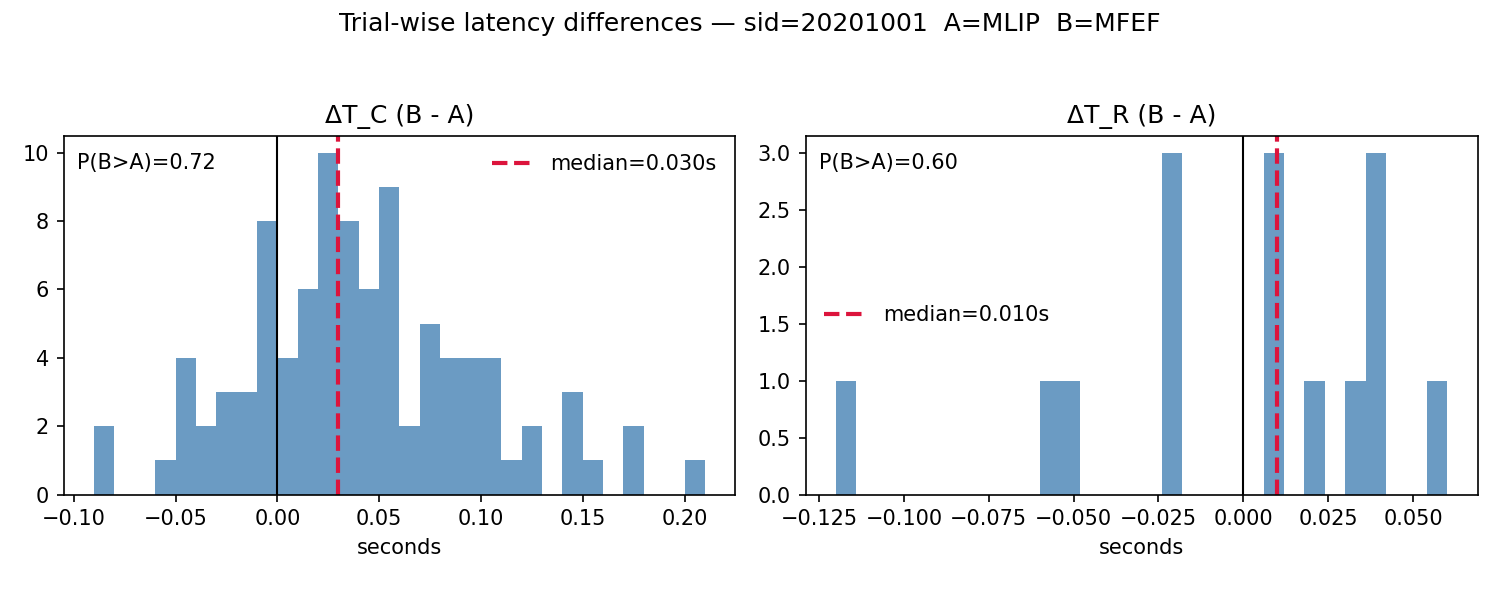 Trial-wise latency differences — sid=20201001  A=MLIP  B=MFEF
ΔT_C (B - A)
P(B>A)=0.72
median=0.030s
10
8
6
4
2
0
−0.10 −0.05 0.00 0.05 0.10 0.15 0.20
seconds
ΔT_R (B - A)
P(B>A)=0.60
median=0.010s
3.0
2.5
2.0
1.5
1.0
0.5
0.0
−0.125 −0.100 −0.075 −0.050 −0.025 0.000 0.025 0.050
seconds